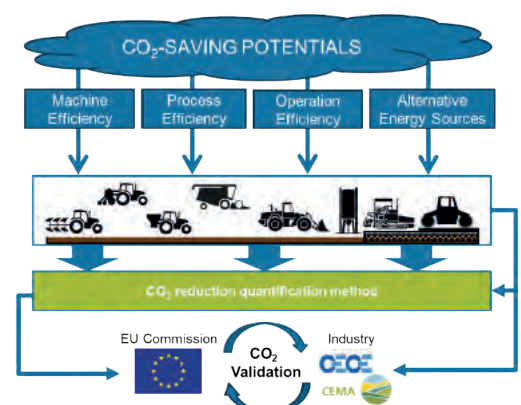 CO₂-SAVING POTENTIALS
Machine
Efficiency
Process
Efficiency
Operation
Efficiency
Alternative
Energy Sources
CO₂ reduction quantification method
EU Commission
Industry
CO₂
Validation
CECE
CEMA